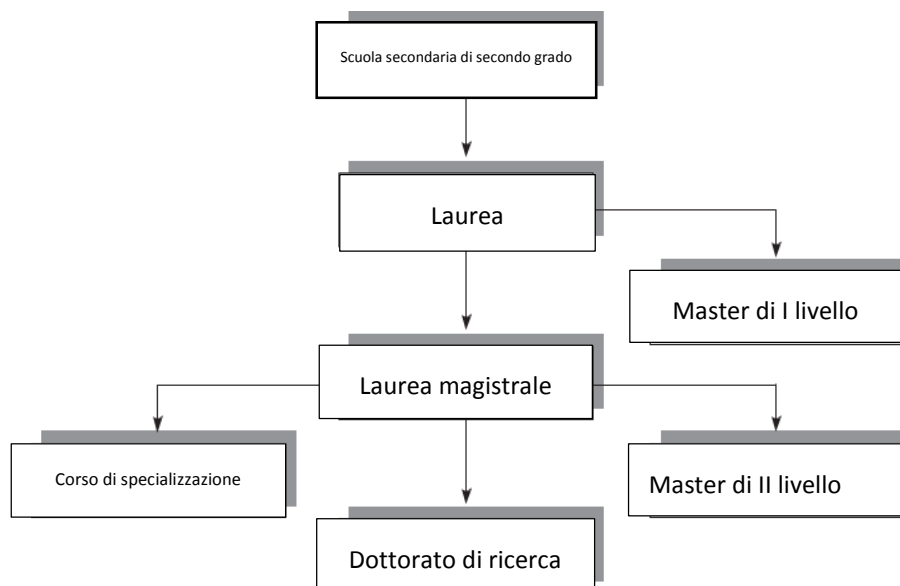 Scuola secondaria di secondo grado
Laurea
Master di I livello
Laurea magistrale
Corso di specializzazione
Master di II livello
Dottorato di ricerca